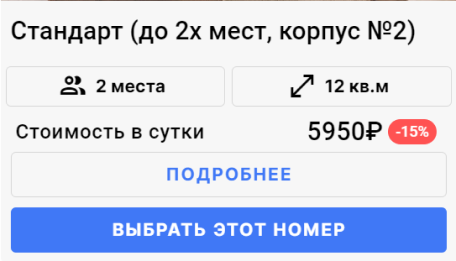 Стандарт (до 2х мест, корпус №2)
2 места
12 кв.м
Стоимость в сутки 5950₽ -15%
ПОДРОБНЕЕ
ВЫБРАТЬ ЭТОТ НОМЕР